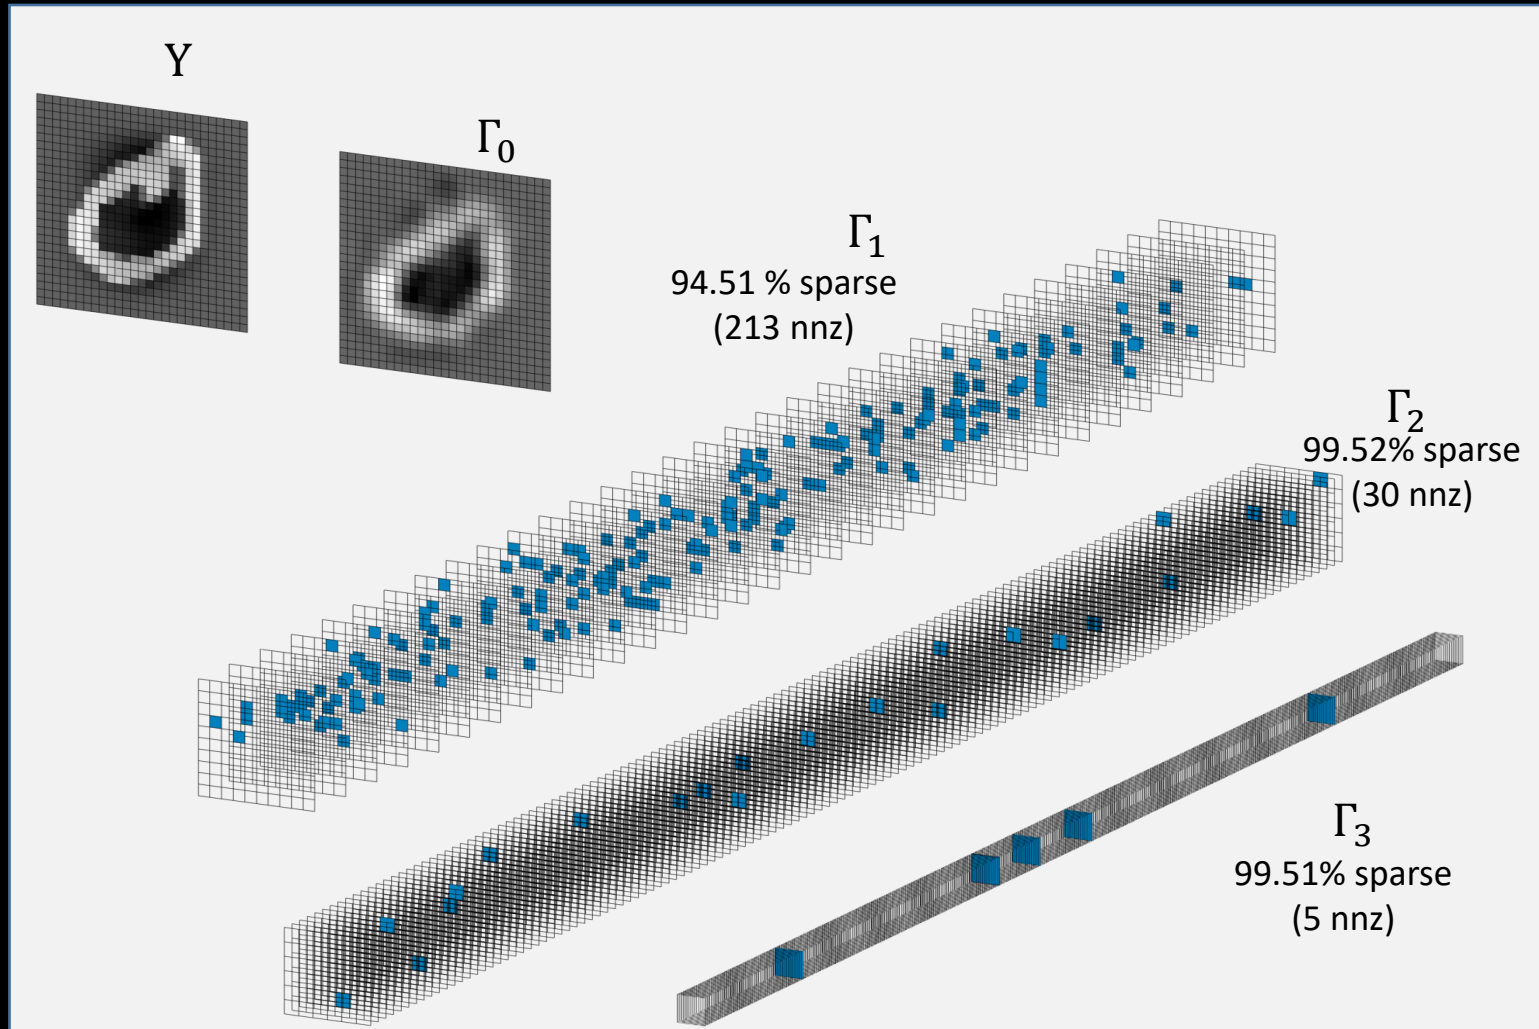 Y
Γ₀
Γ₁
94.51 % sparse
(213 nnz)
Γ₂
99.52% sparse
(30 nnz)
Γ₃
99.51% sparse
(5 nnz)